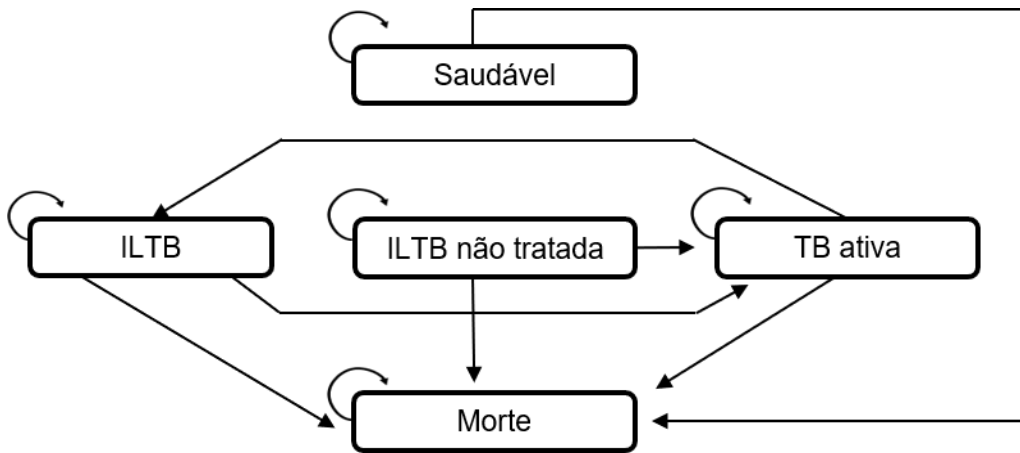 Saudável
ILTB
ILTB não tratada
TB ativa
Morte